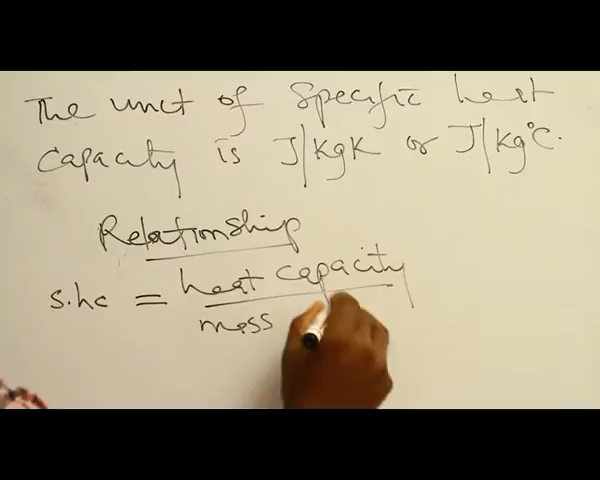 The unit of Specific heat
Capacity is J/KgK or J/Kg°C.
Relationship
s.hc = heat capacity
mass